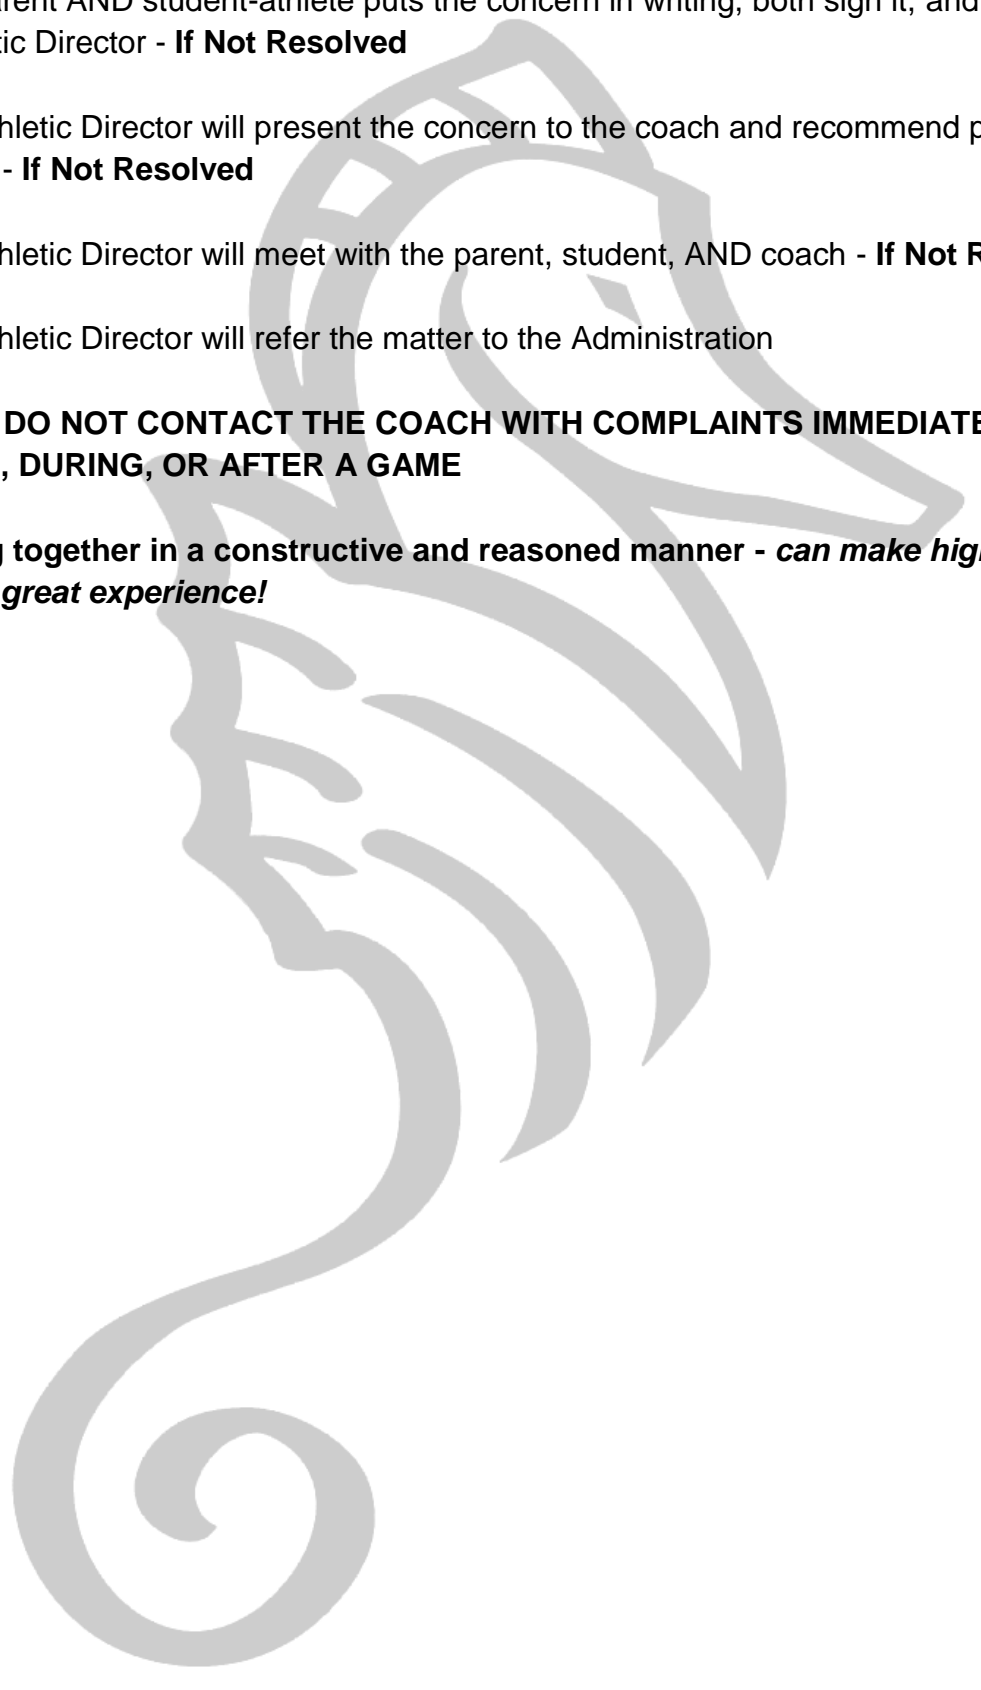 arent AND student-athlete puts the concern in writing, both sign it, and
tic Director - If Not Resolved
hletic Director will present the concern to the coach and recommend p
- If Not Resolved
hletic Director will meet with the parent, student, AND coach - If Not R
hletic Director will refer the matter to the Administration
DO NOT CONTACT THE COACH WITH COMPLAINTS IMMEDIATE
, DURING, OR AFTER A GAME
g together in a constructive and reasoned manner - can make hig
great experience!